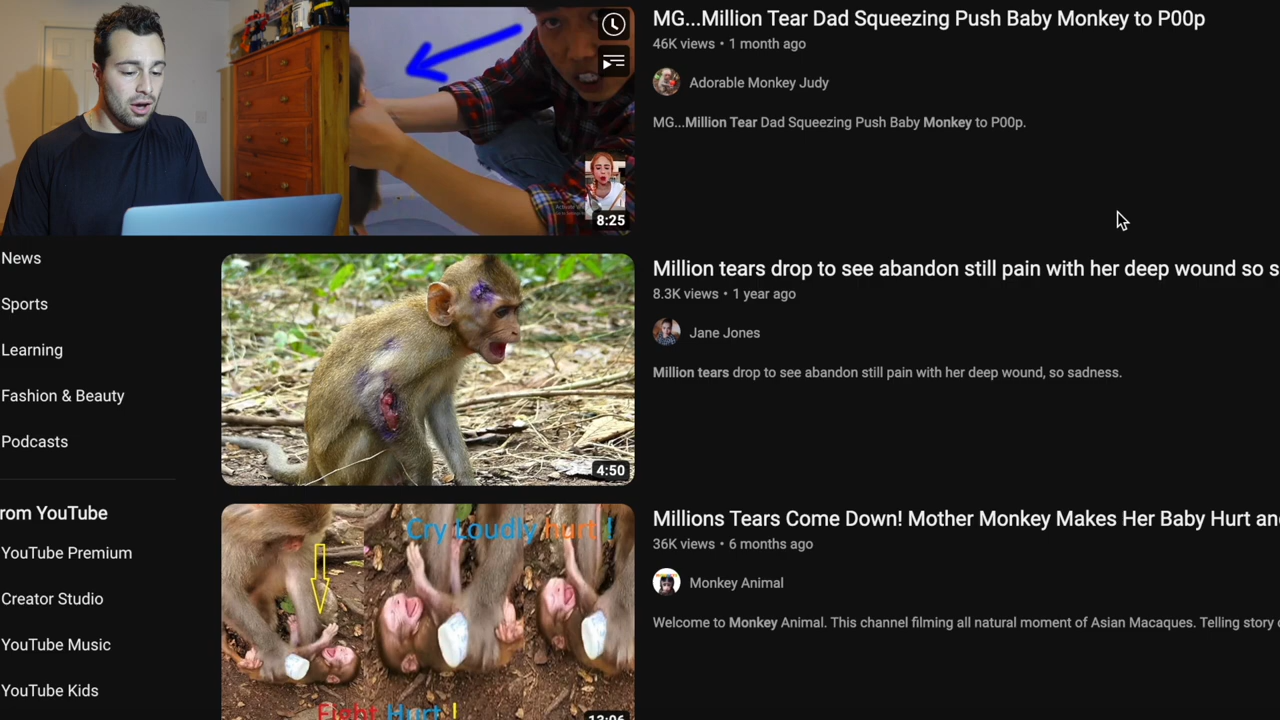 MG...Million Tear Dad Squeezing Push Baby Monkey to P00p
46K views • 1 month ago
Adorable Monkey Judy
MG...Million Tear Dad Squeezing Push Baby Monkey to P00p.
8:25
News
Sports
Learning
Fashion & Beauty
Podcasts
Million tears drop to see abandon still pain with her deep wound so s
8.3K views • 1 year ago
Jane Jones
Million tears drop to see abandon still pain with her deep wound, so sadness.
4:50
rom YouTube
YouTube Premium
Creator Studio
YouTube Music
YouTube Kids
Cry Loudly hurt !
Fight Hurt !
13:06
Millions Tears Come Down! Mother Monkey Makes Her Baby Hurt an
36K views • 6 months ago
Monkey Animal
Welcome to Monkey Animal. This channel filming all natural moment of Asian Macaques. Telling story